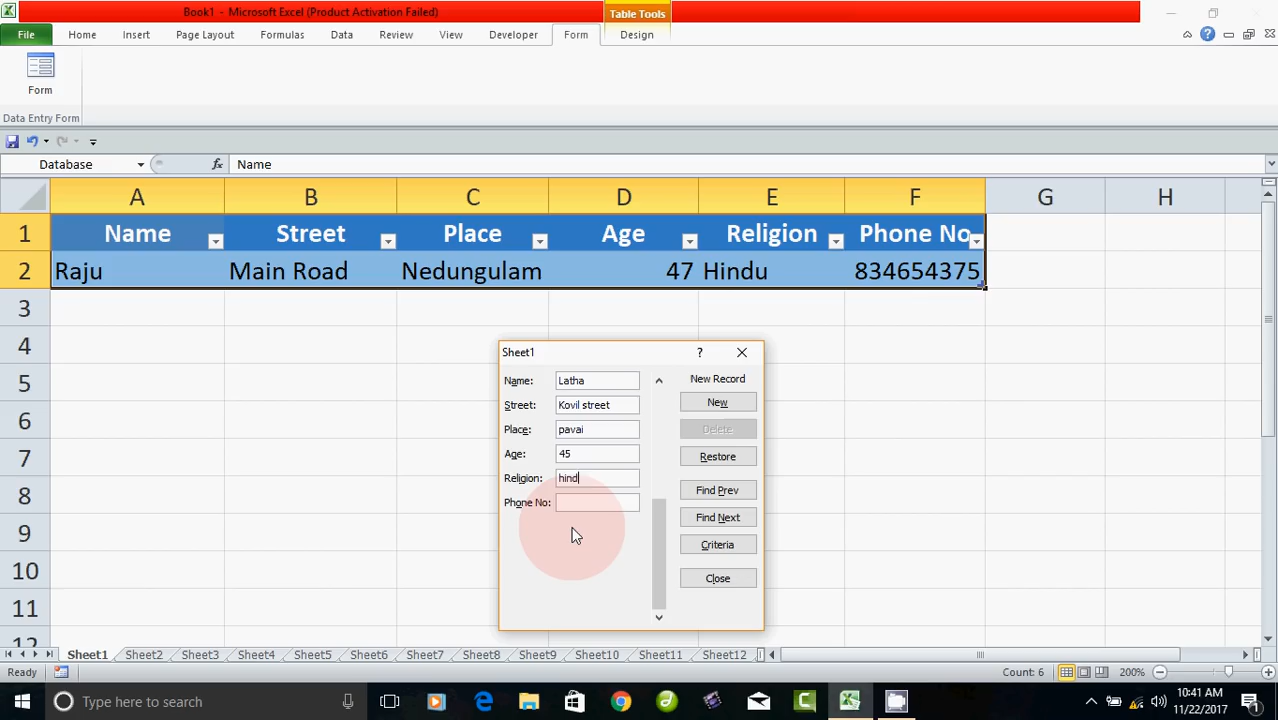 Book1 - Microsoft Excel (Product Activation Failed)
Table Tools
File Home Insert Page Layout Formulas Data Review View Developer Form Design
Form
Data Entry Form
Database fx Name
A B C D E F G H
1 Name Street Place Age Religion Phone No
2 Raju Main Road Nedungulam 47 Hindu 834654375
3
4
5
6
7
8
9
10
11
12
Sheet1
Name: Latha New Record
New
Street: Kovil street
Place: pavai Delete
Age: 45 Restore
Religion: hind
Find Prev
Phone No:
Find Next
Criteria
Close
Sheet1 Sheet2 Sheet3 Sheet4 Sheet5 Sheet6 Sheet7 Sheet8 Sheet9 Sheet10 Sheet11 Sheet12
Ready Count: 6 200%
Type here to search
10:41 AM
11/22/2017